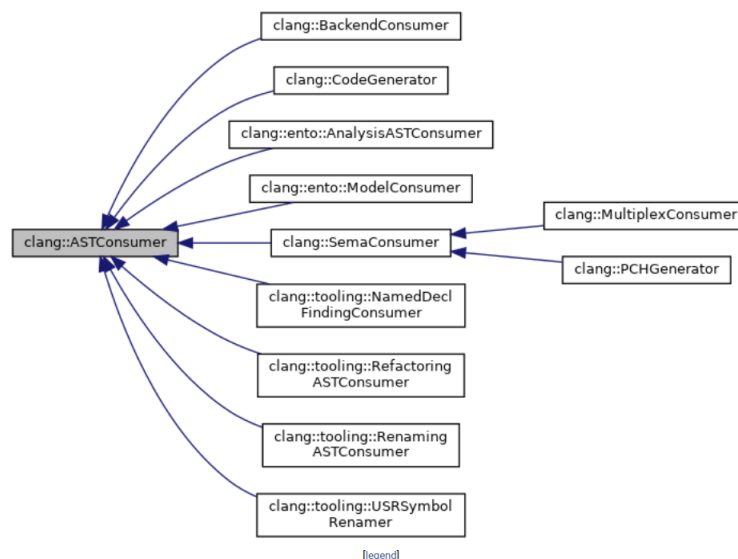 clang::BackendConsumer
clang::CodeGenerator
clang::ento::AnalysisASTConsumer
clang::ento::ModelConsumer
clang::MultiplexConsumer
clang::ASTConsumer
clang::SemaConsumer
clang::PCHGenerator
clang::tooling::NamedDecl
FindingConsumer
clang::tooling::Refactoring
ASTConsumer
clang::tooling::Renaming
ASTConsumer
clang::tooling::USRSymbol
Renamer
[legend]